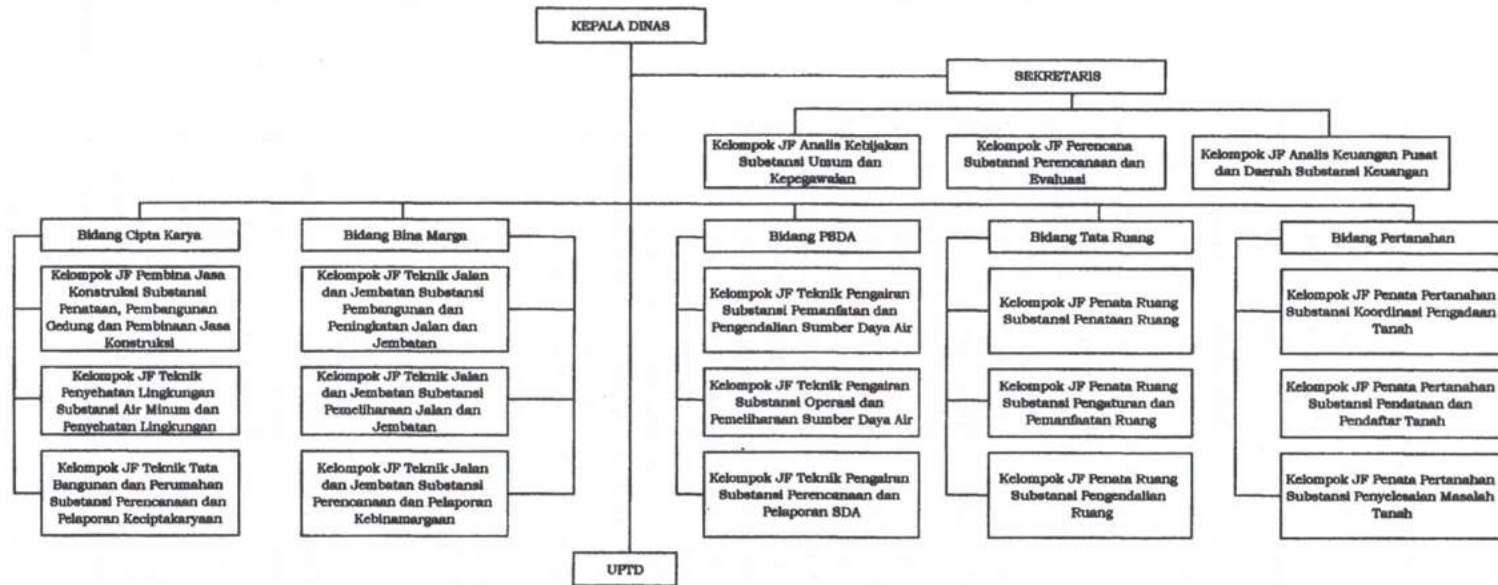 KEPALA DINAS
SEKRETARIS
Kelompok JF Analis Kebijakan
Substansi Umum dan
Kepegawaian
Kelompok JF Perencana
Substansi Perencanaan dan
Evaluasi
Kelompok JF Analis Keuangan Pusat
dan Daerah Substansi Keuangan
Bidang Cipta Karya
Kelompok JF Pembina Jasa
Konstruksi Substansi
Penataan, Pembangunan
Gedung dan Pembinaan Jasa
Konstruksi
Kelompok JF Teknik
Penyehatan Lingkungan
Substansi Air Minum dan
Penyehatan Lingkungan
Kelompok JF Teknik Tata
Bangunan dan Perumahan
Substansi Perencanaan dan
Pelaporan Keciptakaryaan
Bidang Bina Marga
Kelompok JF Teknik Jalan
dan Jembatan Substansi
Pembangunan dan
Peningkatan Jalan dan
Jembatan
Kelompok JF Teknik Jalan
dan Jembatan Substansi
Pemeliharaan Jalan dan
Jembatan
Kelompok JF Teknik Jalan
dan Jembatan Substansi
Perencanaan dan Pelaporan
Kebinamargaan
Bidang PSDA
Kelompok JF Teknik Pengairan
Substansi Pemanfatan dan
Pengendalian Sumber Daya Air
Kelompok JF Teknik Pengairan
Substansi Operasi dan
Pemeliharaan Sumber Daya Air
Kelompok JF Teknik Pengairan
Substansi Perencanaan dan
Pelaporan SDA
Bidang Tata Ruang
Kelompok JF Penata Ruang
Substansi Penataan Ruang
Kelompok JF Penata Ruang
Substansi Pengaturan dan
Pemanfaatan Ruang
Kelompok JF Penata Ruang
Substansi Pengendalian
Ruang
Bidang Pertanahan
Kelompok JF Penata Pertanahan
Substansi Koordinasi Pengadaan
Tanah
Kelompok JF Penata Pertanahan
Substansi Pendataan dan
Pendaftar Tanah
Kelompok JF Penata Pertanahan
Substansi Penyelesaian Masalah
Tanah
UPTD